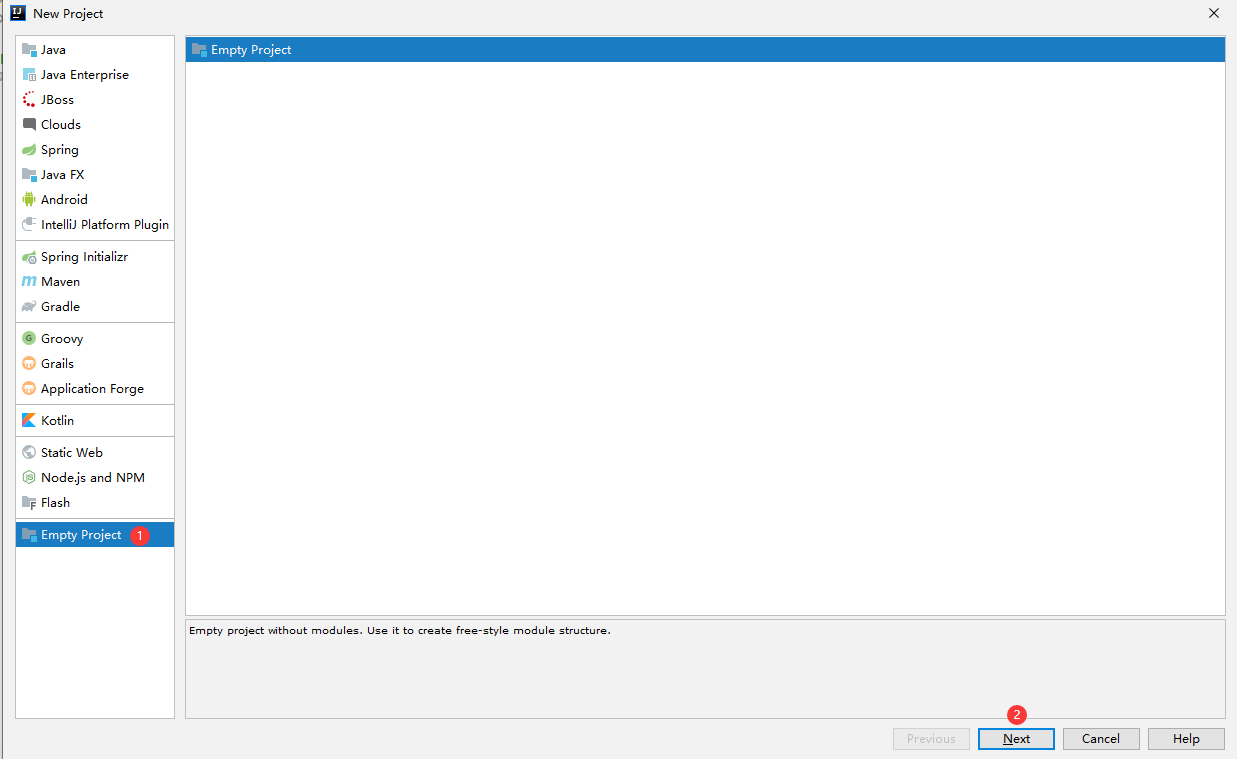 New Project
Java
Java Enterprise
JBoss
Clouds
Spring
Java FX
Android
IntelliJ Platform Plugin
Spring Initializr
Maven
Gradle
Groovy
Grails
Application Forge
Kotlin
Static Web
Node.js and NPM
Flash
Empty Project 1
Empty Project
Empty project without modules. Use it to create free-style module structure.
2
Previous Next Cancel Help